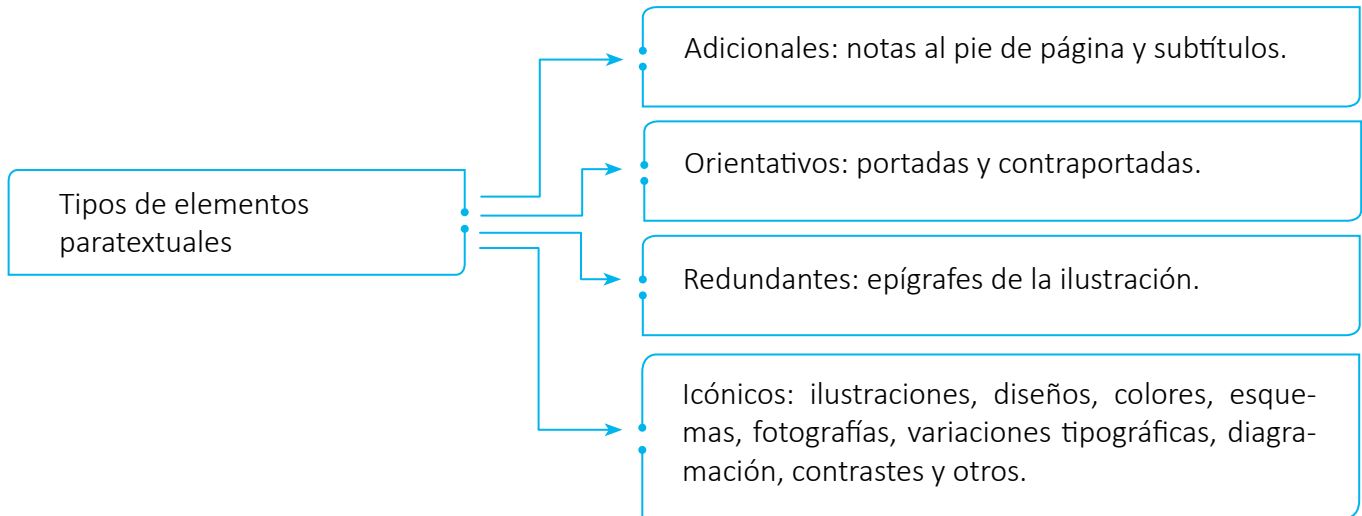 Tipos de elementos
paratextuales
Adicionales: notas al pie de página y subtítulos.
Orientativos: portadas y contraportadas.
Redundantes: epígrafes de la ilustración.
Icónicos: ilustraciones, diseños, colores, esque-
mas, fotografías, variaciones tipográficas, diagra-
mación, contrastes y otros.